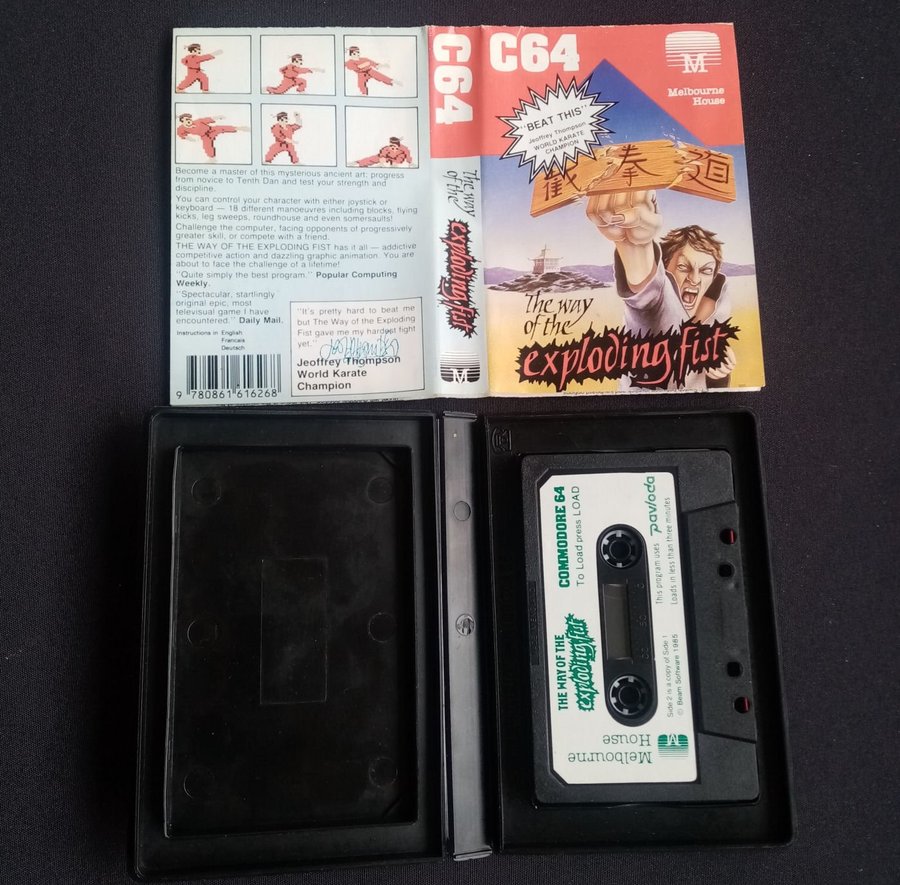 Become a master of this mysterious ancient art: progress
from novice to Tenth Dan and test your strength and
discipline.
You can control your character with either joystick or
keyboard — 18 different manoeuvres including blocks, flying
kicks, leg sweeps, roundhouse and even somersaults!
Challenge the computer, facing opponents of progressively
greater skill, or compete with a friend.
THE WAY OF THE EXPLODING FIST has it all — addictive
competitive action and dazzling graphic animation. You are
about to face the challenge of a lifetime!
"Quite simply the best program." Popular Computing
Weekly.
"Spectacular, startlingly
original epic, most
televisual game I have
encountered." Daily Mail.
Instructions in English
Francais
Deutsch
9 780861 616268
"It's pretty hard to beat me
but The Way of the Exploding
Fist gave me my hardest fight
yet."
Jeoffrey Thompson
World Karate
Champion
C64
The way
of the
exploding fist
M
C64
M
Melbourne
House
"BEAT THIS"
Jeoffrey Thompson
WORLD KARATE
CHAMPION
截拳道
The way
of the
exploding fist
THE WAY OF THE
exploding fist
COMMODORE 64
To Load press LOAD
Melbourne
House
M
Side 2 is a copy of Side 1
© Beam Software 1985
This program uses pavloda
Loads in less than three minutes